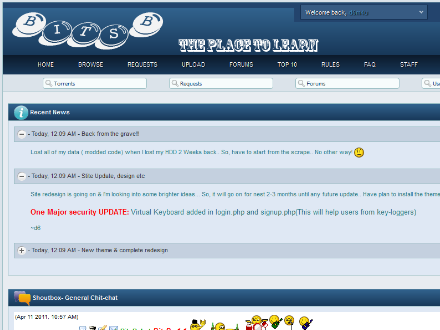 BITSB
Welcome back,
THE PLACE TO LEARN
HOME BROWSE REQUESTS UPLOAD FORUMS TOP 10 RULES FAQ STAFF
Torrents Requests Forums
Recent News
- Today, 12:09 AM - Back from the grave!!
Lost all of my data ( modded code) when I lost my HDD 2 Weeks back . So, have to start from the scrape. No other way!
- Today, 12:09 AM - Site Update, design etc
Site redesign is going on & I'm looking into some brighter ideas... So, it will go on for next 2-3 months until any future update. Have plan to install the theme
One Major security UPDATE: Virtual Keyboard added in login.php and signup.php(This will help users from key-loggers)
~d6
- Today, 12:09 AM - New theme & complete redesign
Shoutbox- General Chit-chat
(Apr 11 2011, 10:57 AM)